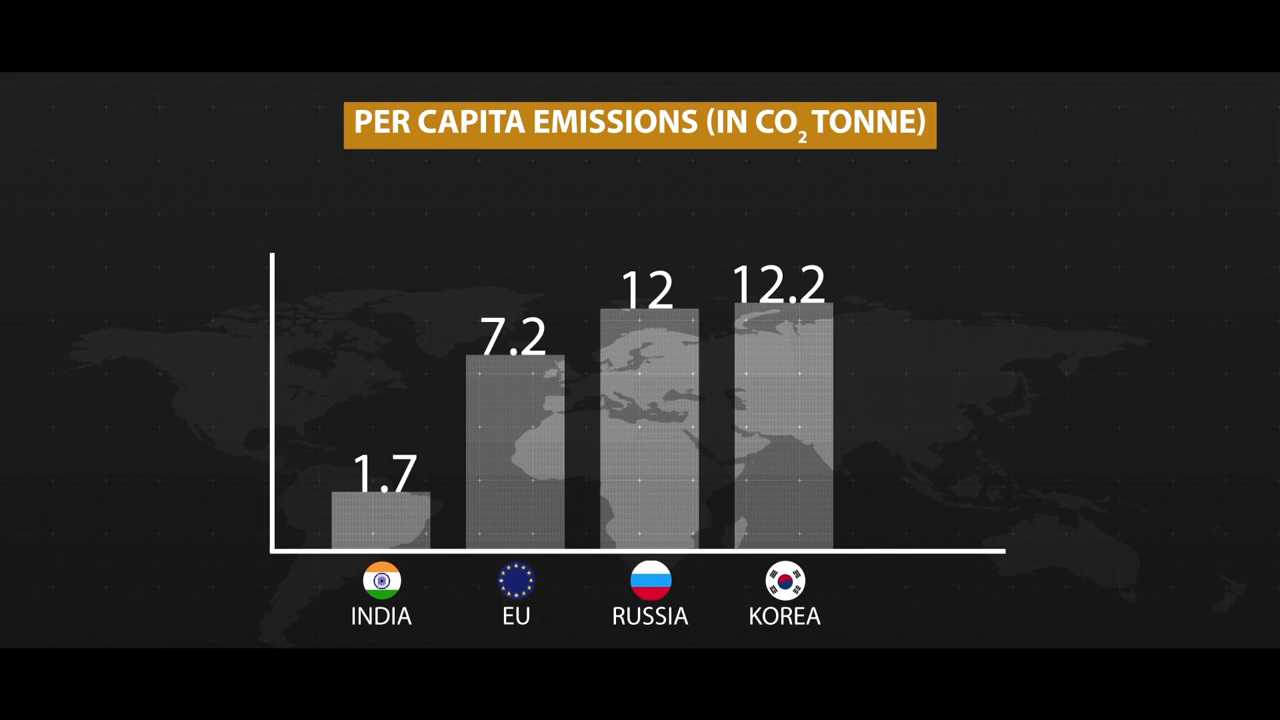 PER CAPITA EMISSIONS (IN CO₂ TONNE)
1.7
7.2
12
12.2
INDIA
EU
RUSSIA
KOREA